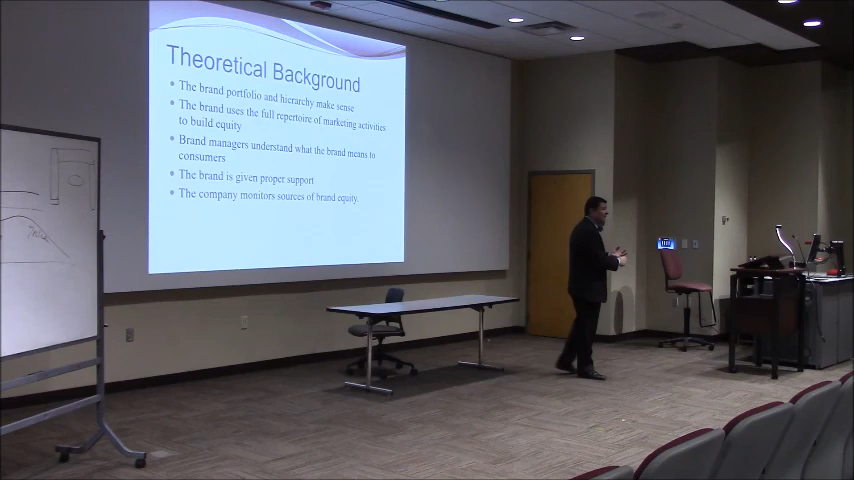 Theoretical Background
• The brand portfolio and hierarchy make sense
• The brand uses the full repertoire of marketing activities
to build equity
• Brand managers understand what the brand means to
consumers
• The brand is given proper support
• The company monitors sources of brand equity.